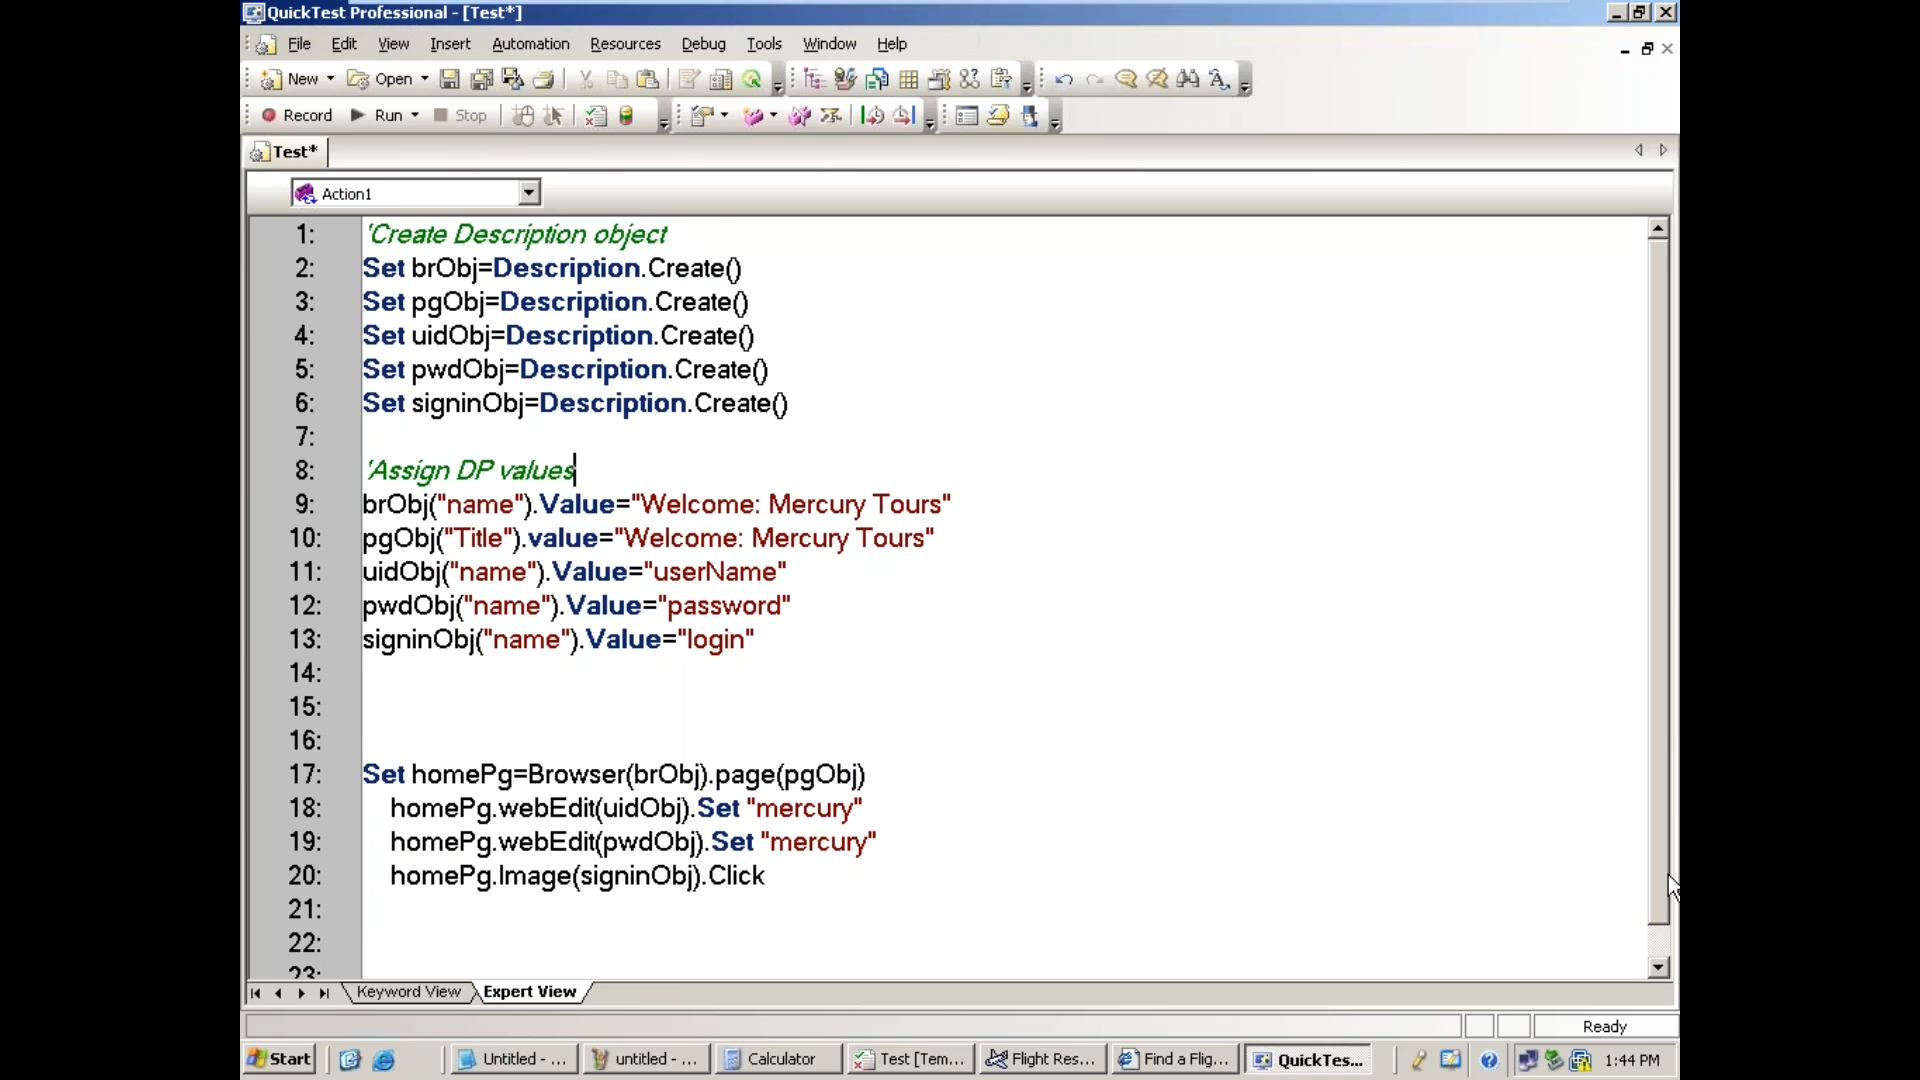 QuickTest Professional - [Test*]
File Edit View Insert Automation Resources Debug Tools Window Help
New Open
Record Run Stop
Test*
Action1
1: 'Create Description object
2: Set brObj=Description.Create()
3: Set pgObj=Description.Create()
4: Set uidObj=Description.Create()
5: Set pwdObj=Description.Create()
6: Set signinObj=Description.Create()
7:
8: 'Assign DP values
9: brObj("name").Value="Welcome: Mercury Tours"
10: pgObj("Title").value="Welcome: Mercury Tours"
11: uidObj("name").Value="userName"
12: pwdObj("name").Value="password"
13: signinObj("name").Value="login"
14:
15:
16:
17: Set homePg=Browser(brObj).page(pgObj)
18: homePg.webEdit(uidObj).Set "mercury"
19: homePg.webEdit(pwdObj).Set "mercury"
20: homePg.Image(signinObj).Click
21:
22:
23:
Keyword View Expert View
Ready
Start Untitled - ... untitled - ... Calculator Test [Tem... Flight Res... Find a Flig... QuickTes... 1:44 PM